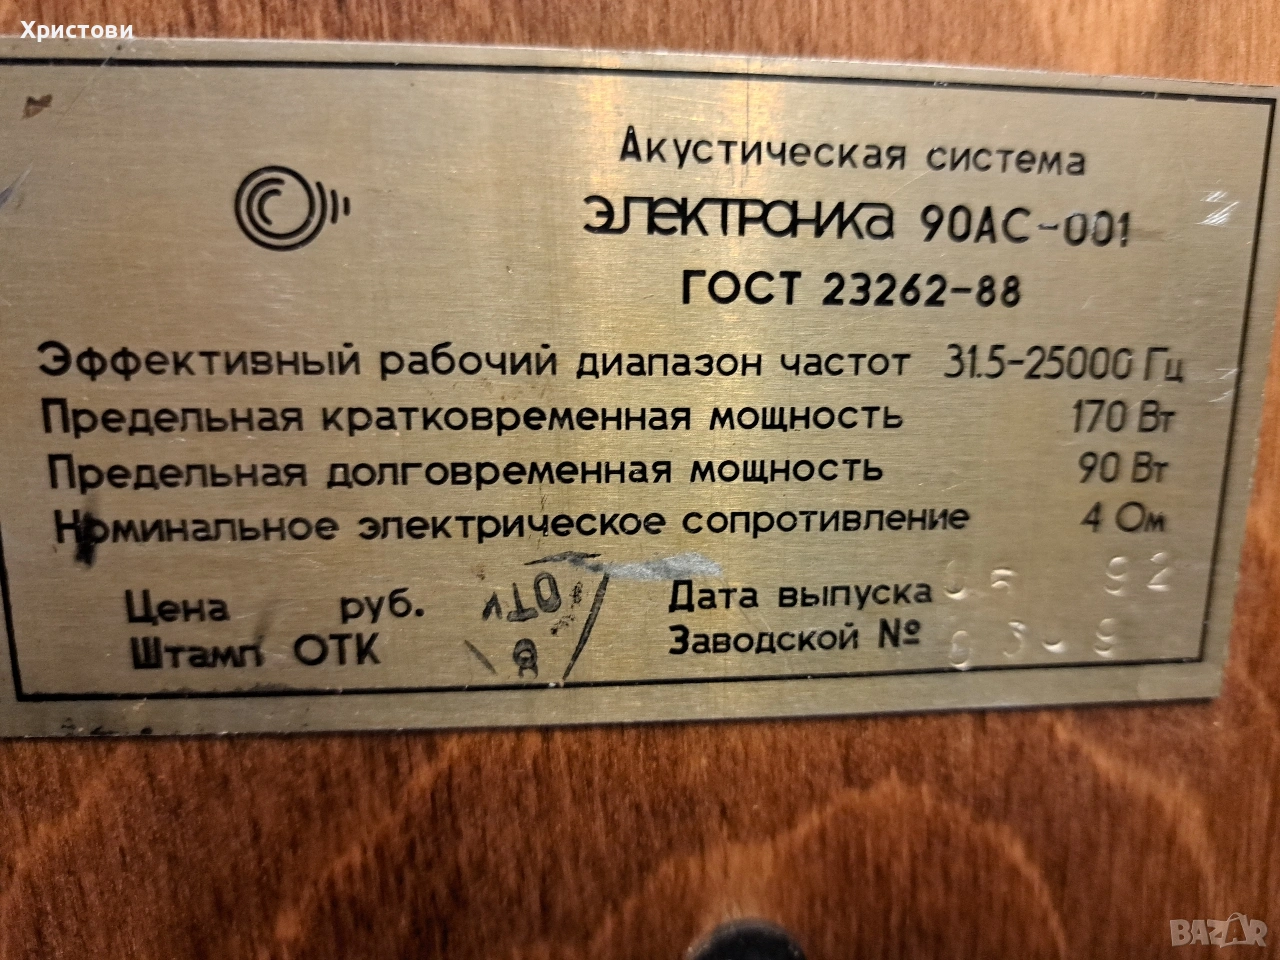 Христови
Акустическая система
ЭЛЕКТРОНИКА 90АС-001
ГОСТ 23262-88
Эффективный рабочий диапазон частот 31.5-25000 Гц
Предельная кратковременная мощность 170 Вт
Предельная долговременная мощность 90 Вт
Номинальное электрическое сопротивление 4 Ом
Цена руб.
Дата выпуска 92
Штамп ОТК
Заводской №
BAZAR